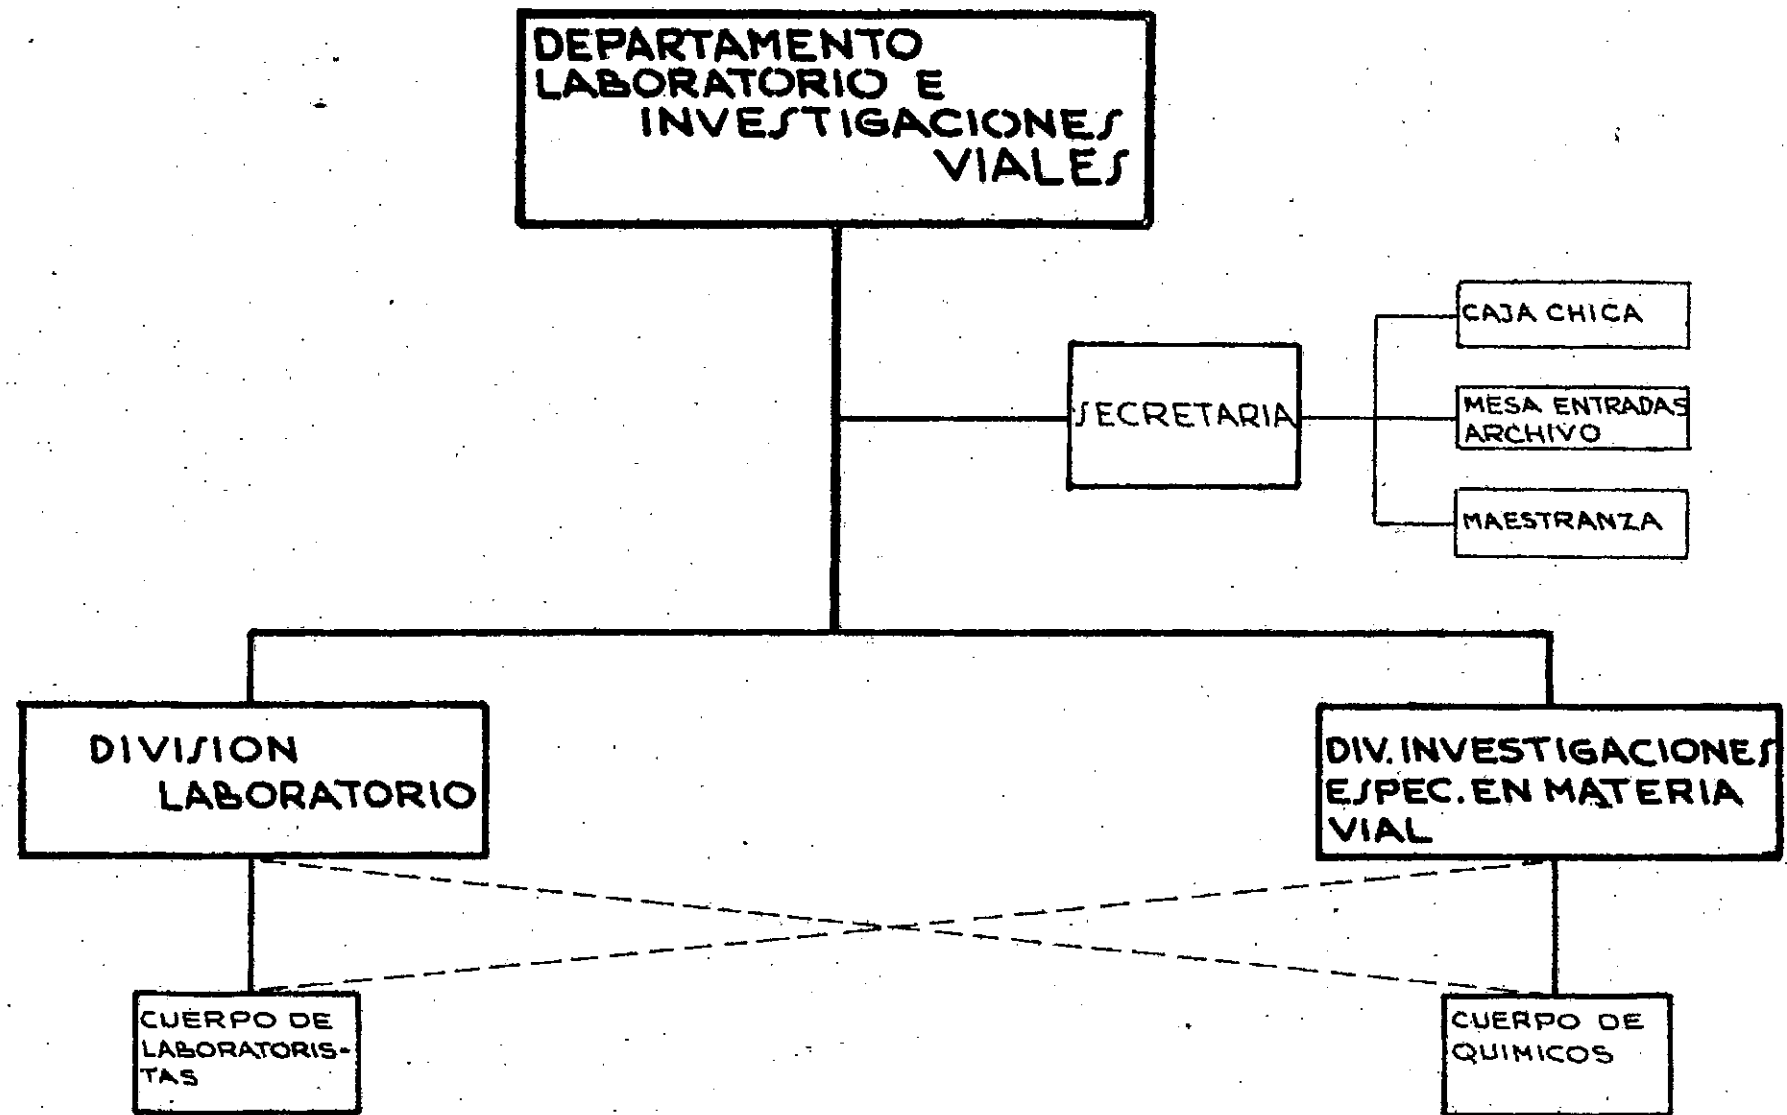 DEPARTAMENTO
LABORATORIO E
INVESTIGACIONES
VIALES
CAJA CHICA
SECRETARIA
MESA ENTRADAS
ARCHIVO
MAESTRANZA
DIVISION
LABORATORIO
DIV. INVESTIGACIONES
ESPEC. EN MATERIA
VIAL
CUERPO DE
LABORATORIS-
TAS
CUERPO DE
QUIMICOS